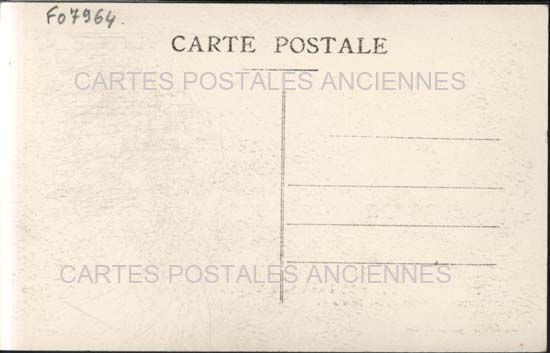 F07964.
CARTE POSTALE
CARTES POSTALES ANCIENNES
CARTES POSTALES ANCIENNES